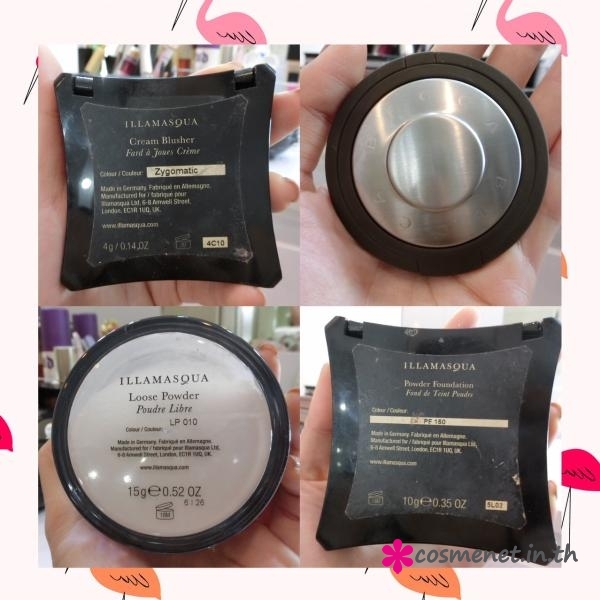 ILLAMASQUA
Cream Blusher
Fard à Joues Crème
Colour / Couleur: Zygomatic
Made in Germany. Fabriqué en Allemagne.
Manufactured for / fabriqué pour
Illamasqua Ltd, 6-8 Amwell Street,
London, EC1R 1UQ, UK.
www.illamasqua.com
4g / 0.14.OZ
4C10
ILLAMASQUA
Loose Powder
Poudre Libre
Colour / Couleur: LP 010
Made in Germany. Fabriqué en Allemagne.
Manufactured for / fabriqué pour Illamasqua Ltd,
6-8 Amwell Street, London, EC1R 1UQ, UK.
www.illamasqua.com
15g e 0.52 OZ
6I26
18M
ILLAMASQUA
Powder Foundation
Fond de Teint Poudre
Colour / Couleur:
PF 150
Made in Germany. Fabriqué en Allemagne.
Manufactured for / fabriqué pour Illamasqua Ltd,
6-8 Amwell Street, London, EC1R 1UQ, UK.
www.illamasqua.com
10g e 0.35 OZ
5L02
cosmenet.in.th